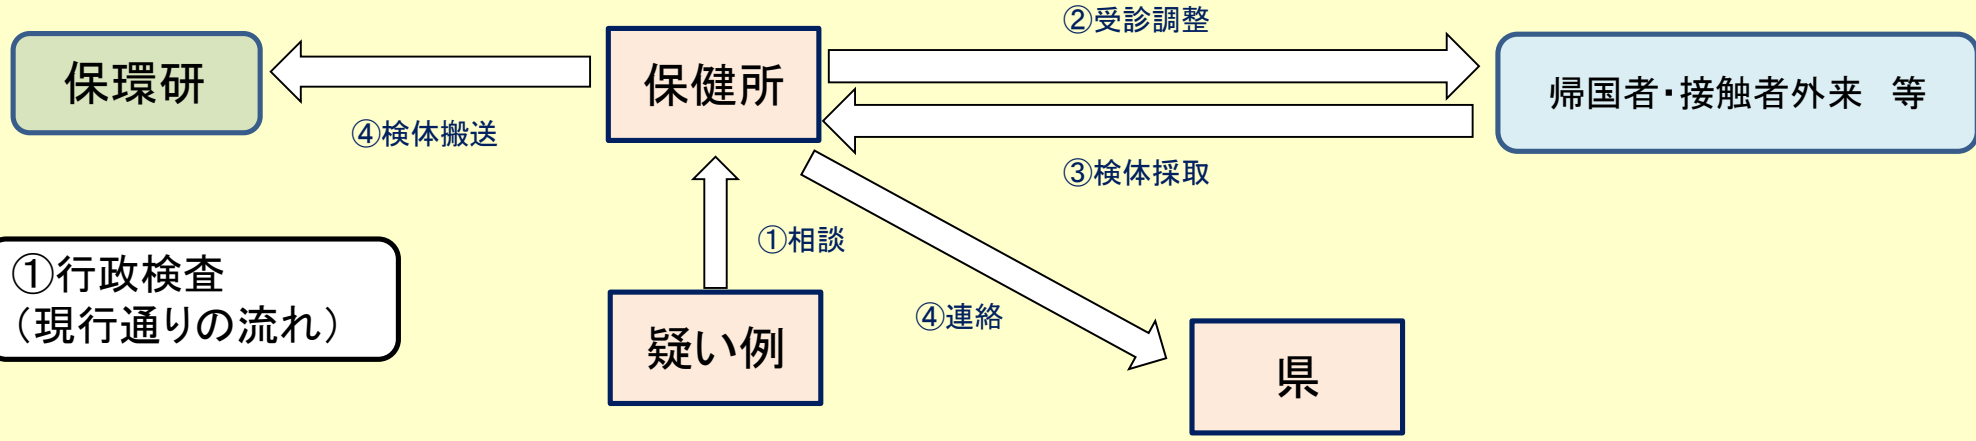 ②受診調整
保環研
保健所
帰国者・接触者外来　等
④検体搬送
③検体採取
①相談
①行政検査
（現行通りの流れ）
④連絡
疑い例
県